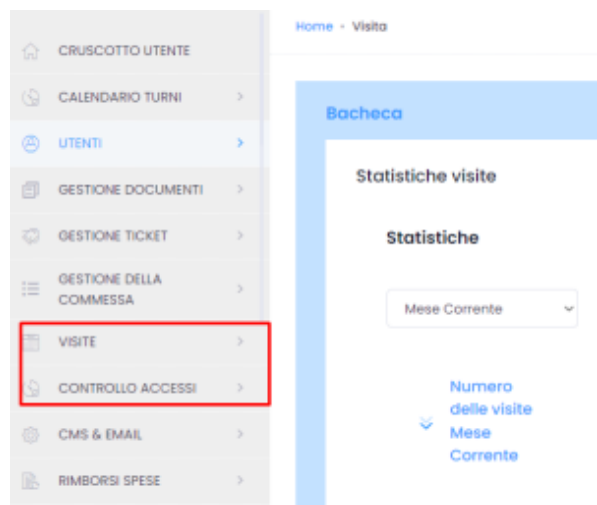 CRUSCOTTO UTENTE
CALENDARIO TURNI
UTENTI
GESTIONE DOCUMENTI
GESTIONE TICKET
GESTIONE DELLA
COMMESSA
VISITE
CONTROLLO ACCESSI
CMS & EMAIL
RIMBORSI SPESE
Home • Visita
Bacheca
Statistiche visite
Statistiche
Mese Corrente
Numero
delle visite
Mese
Corrente